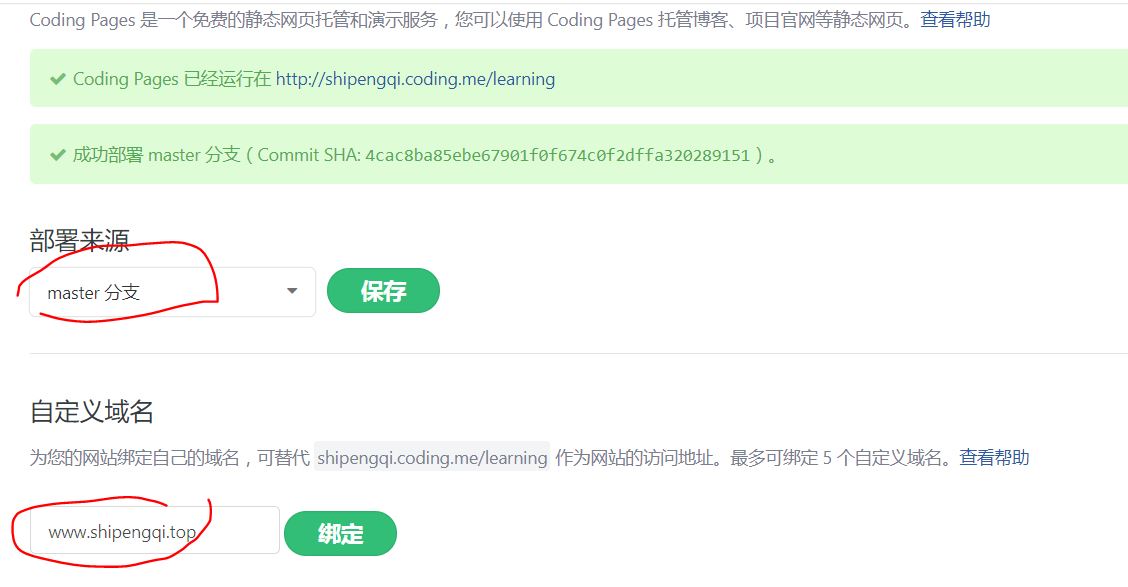 Coding Pages 是一个免费的静态网页托管和演示服务，您可以使用 Coding Pages 托管博客、项目官网等静态网页。查看帮助
✔ Coding Pages 已经运行在 http://shipengqi.coding.me/learning
✔ 成功部署 master 分支（Commit SHA: 4cac8ba85ebe67901f0f674c0f2dffa320289151）。
部署来源
master 分支 保存
自定义域名
为您的网站绑定自己的域名，可替代 shipengqi.coding.me/learning 作为网站的访问地址。最多可绑定 5 个自定义域名。查看帮助
www.shipengqi.top 绑定